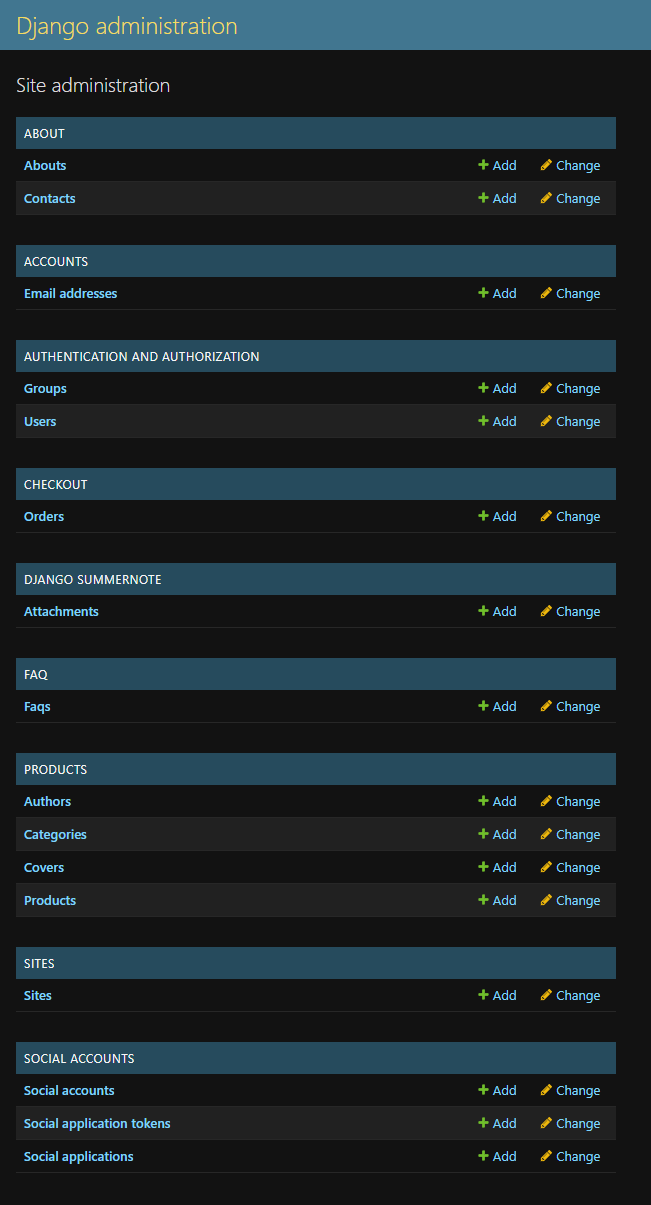 Django administration
Site administration
ABOUT
Abouts Add Change
Contacts Add Change
ACCOUNTS
Email addresses Add Change
AUTHENTICATION AND AUTHORIZATION
Groups Add Change
Users Add Change
CHECKOUT
Orders Add Change
DJANGO SUMMERNOTE
Attachments Add Change
FAQ
Faqs Add Change
PRODUCTS
Authors Add Change
Categories Add Change
Covers Add Change
Products Add Change
SITES
Sites Add Change
SOCIAL ACCOUNTS
Social accounts Add Change
Social application tokens Add Change
Social applications Add Change